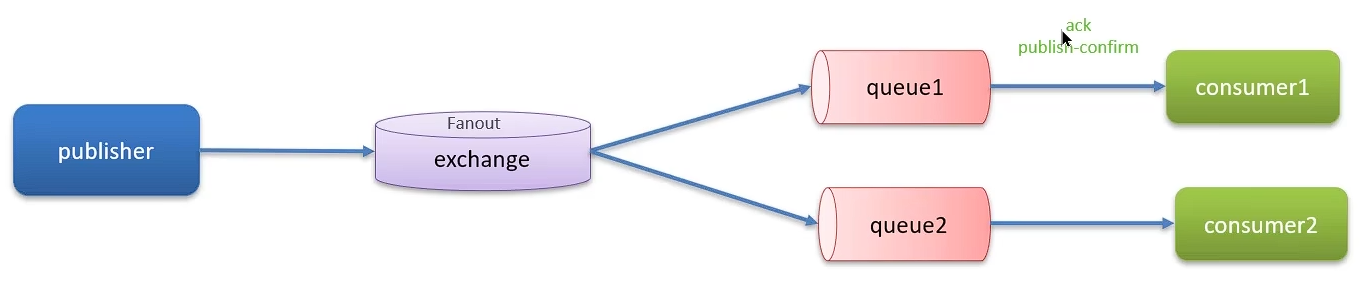 publisher
Fanout
exchange
queue1
queue2
ack
publish-confirm
consumer1
consumer2